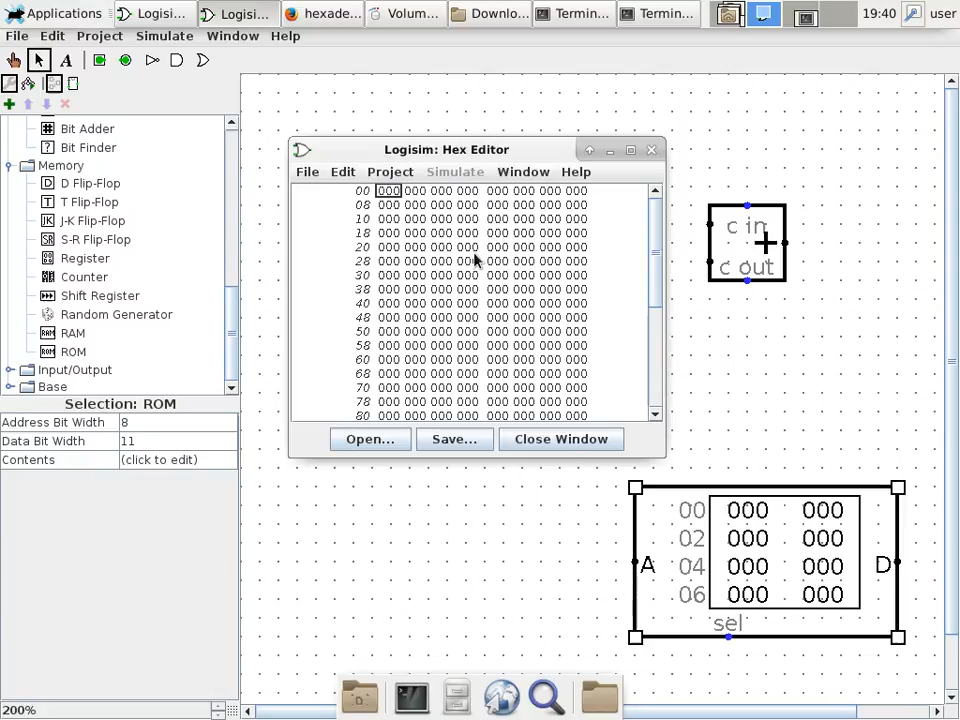 Applications Logisi... Logisi... hexade... Volum... Downlo... Termin... Termin... 19:40 user
File Edit Project Simulate Window Help
A
Bit Adder
? Bit Finder
Memory
D D Flip-Flop
T T Flip-Flop
JK J-K Flip-Flop
SR S-R Flip-Flop
Register
Counter
Shift Register
Random Generator
RAM RAM
ROM ROM
Input/Output
Base
Selection: ROM
Address Bit Width 8
Data Bit Width 11
Contents (click to edit)
200%
Logisim: Hex Editor
File Edit Project Simulate Window Help
00 000 000 000 000 000 000 000 000
08 000 000 000 000 000 000 000 000
10 000 000 000 000 000 000 000 000
18 000 000 000 000 000 000 000 000
20 000 000 000 000 000 000 000 000
28 000 000 000 000 000 000 000 000
30 000 000 000 000 000 000 000 000
38 000 000 000 000 000 000 000 000
40 000 000 000 000 000 000 000 000
48 000 000 000 000 000 000 000 000
50 000 000 000 000 000 000 000 000
58 000 000 000 000 000 000 000 000
60 000 000 000 000 000 000 000 000
68 000 000 000 000 000 000 000 000
70 000 000 000 000 000 000 000 000
78 000 000 000 000 000 000 000 000
80 000 000 000 000 000 000 000 000
Open... Save... Close Window
c in
+
c out
00 000 000
02 000 000
A 04 000 000 D
06 000 000
sel